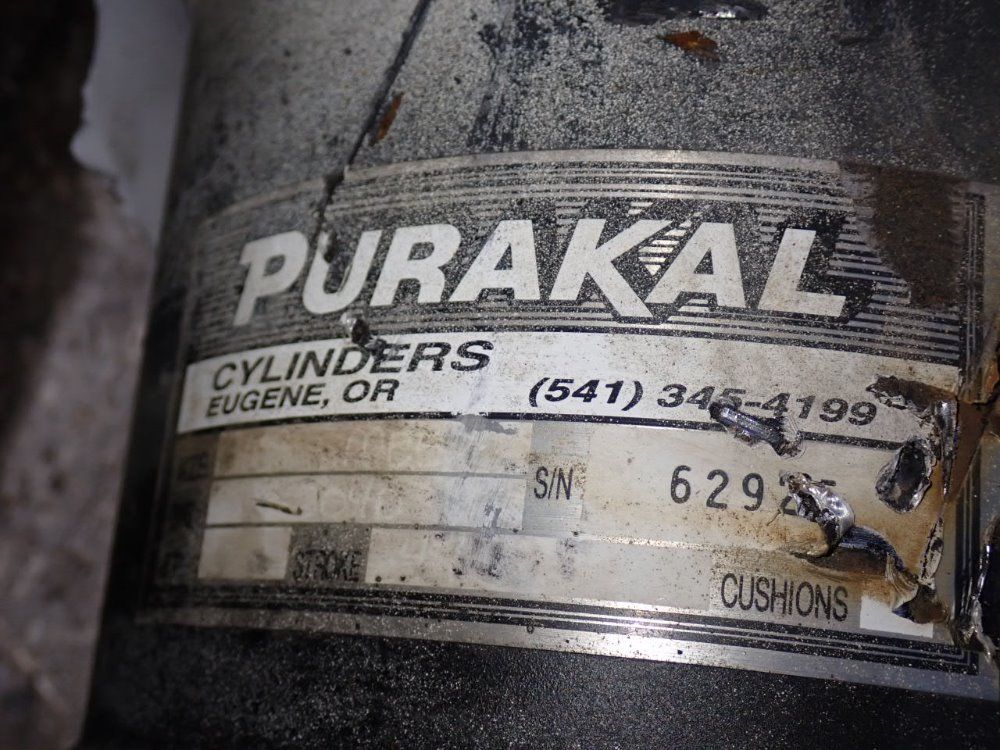 PURAKAL
CYLINDERS
EUGENE, OR (541) 345-4199
S/N
STROKE
CUSHIONS